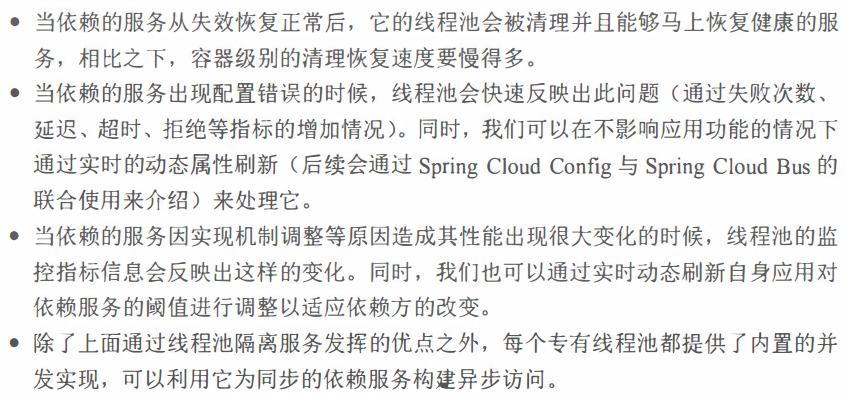 ● 当依赖的服务从失效恢复正常后，它的线程池会被清理并且能够马上恢复健康的服
务，相比之下，容器级别的清理恢复速度要慢得多。
● 当依赖的服务出现配置错误的时候，线程池会快速反映出此问题（通过失败次数、
延迟、超时、拒绝等指标的增加情况）。同时，我们可以在不影响应用功能的情况下
通过实时的动态属性刷新（后续会通过 Spring Cloud Config 与 Spring Cloud Bus 的
联合使用来介绍）来处理它。
● 当依赖的服务因实现机制调整等原因造成其性能出现很大变化的时候，线程池的监
控指标信息会反映出这样的变化。同时，我们也可以通过实时动态刷新自身应用对
依赖服务的阈值进行调整以适应依赖方的改变。
● 除了上面通过线程池隔离服务发挥的优点之外，每个专有线程池都提供了内置的并
发实现，可以利用它为同步的依赖服务构建异步访问。